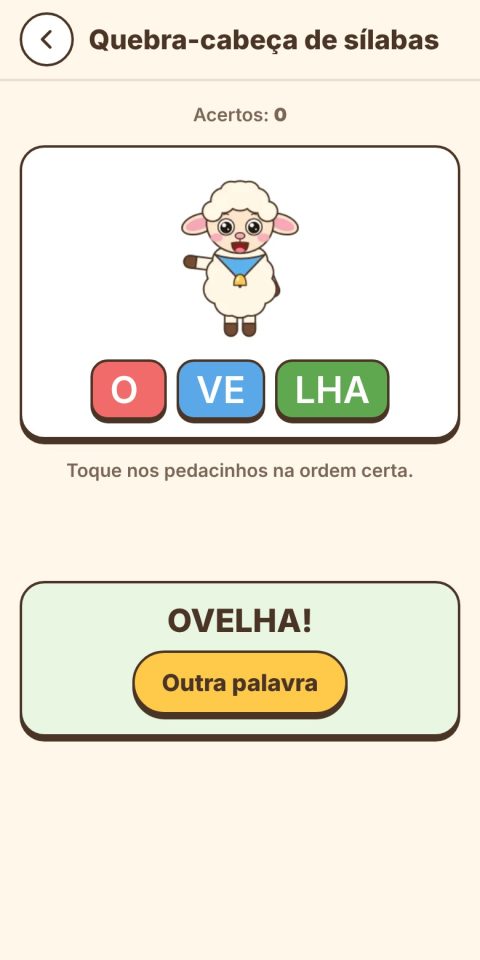 Quebra-cabeça de sílabas
Acertos: 0
O VE LHA
Toque nos pedacinhos na ordem certa.
OVELHA!
Outra palavra